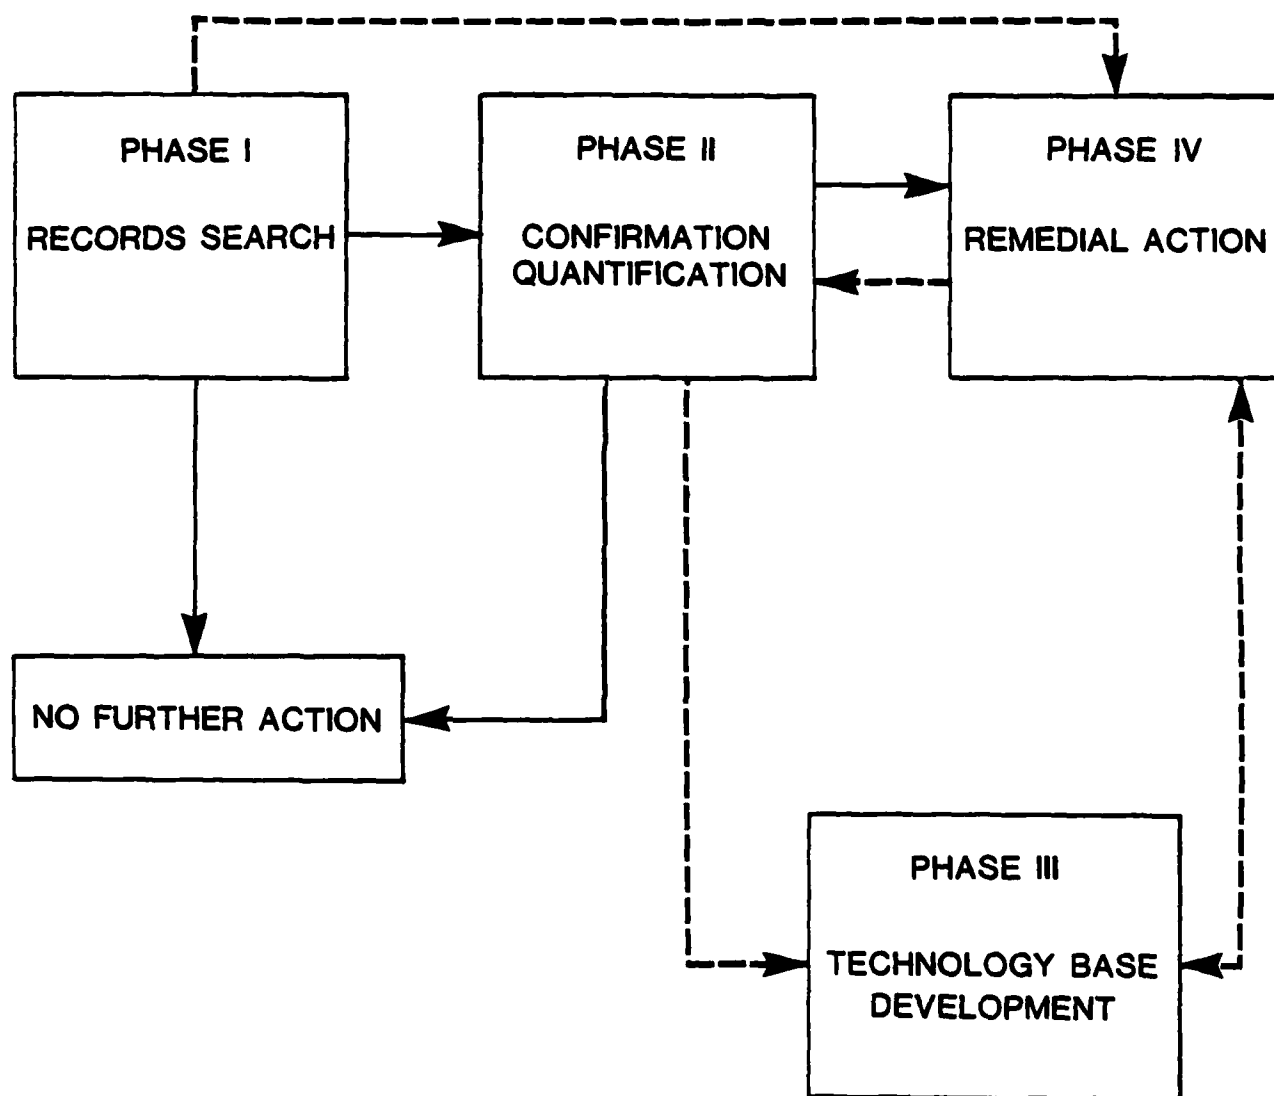 PHASE I
RECORDS SEARCH
PHASE II
CONFIRMATION
QUANTIFICATION
PHASE IV
REMEDIAL ACTION
NO FURTHER ACTION
PHASE III
TECHNOLOGY BASE
DEVELOPMENT